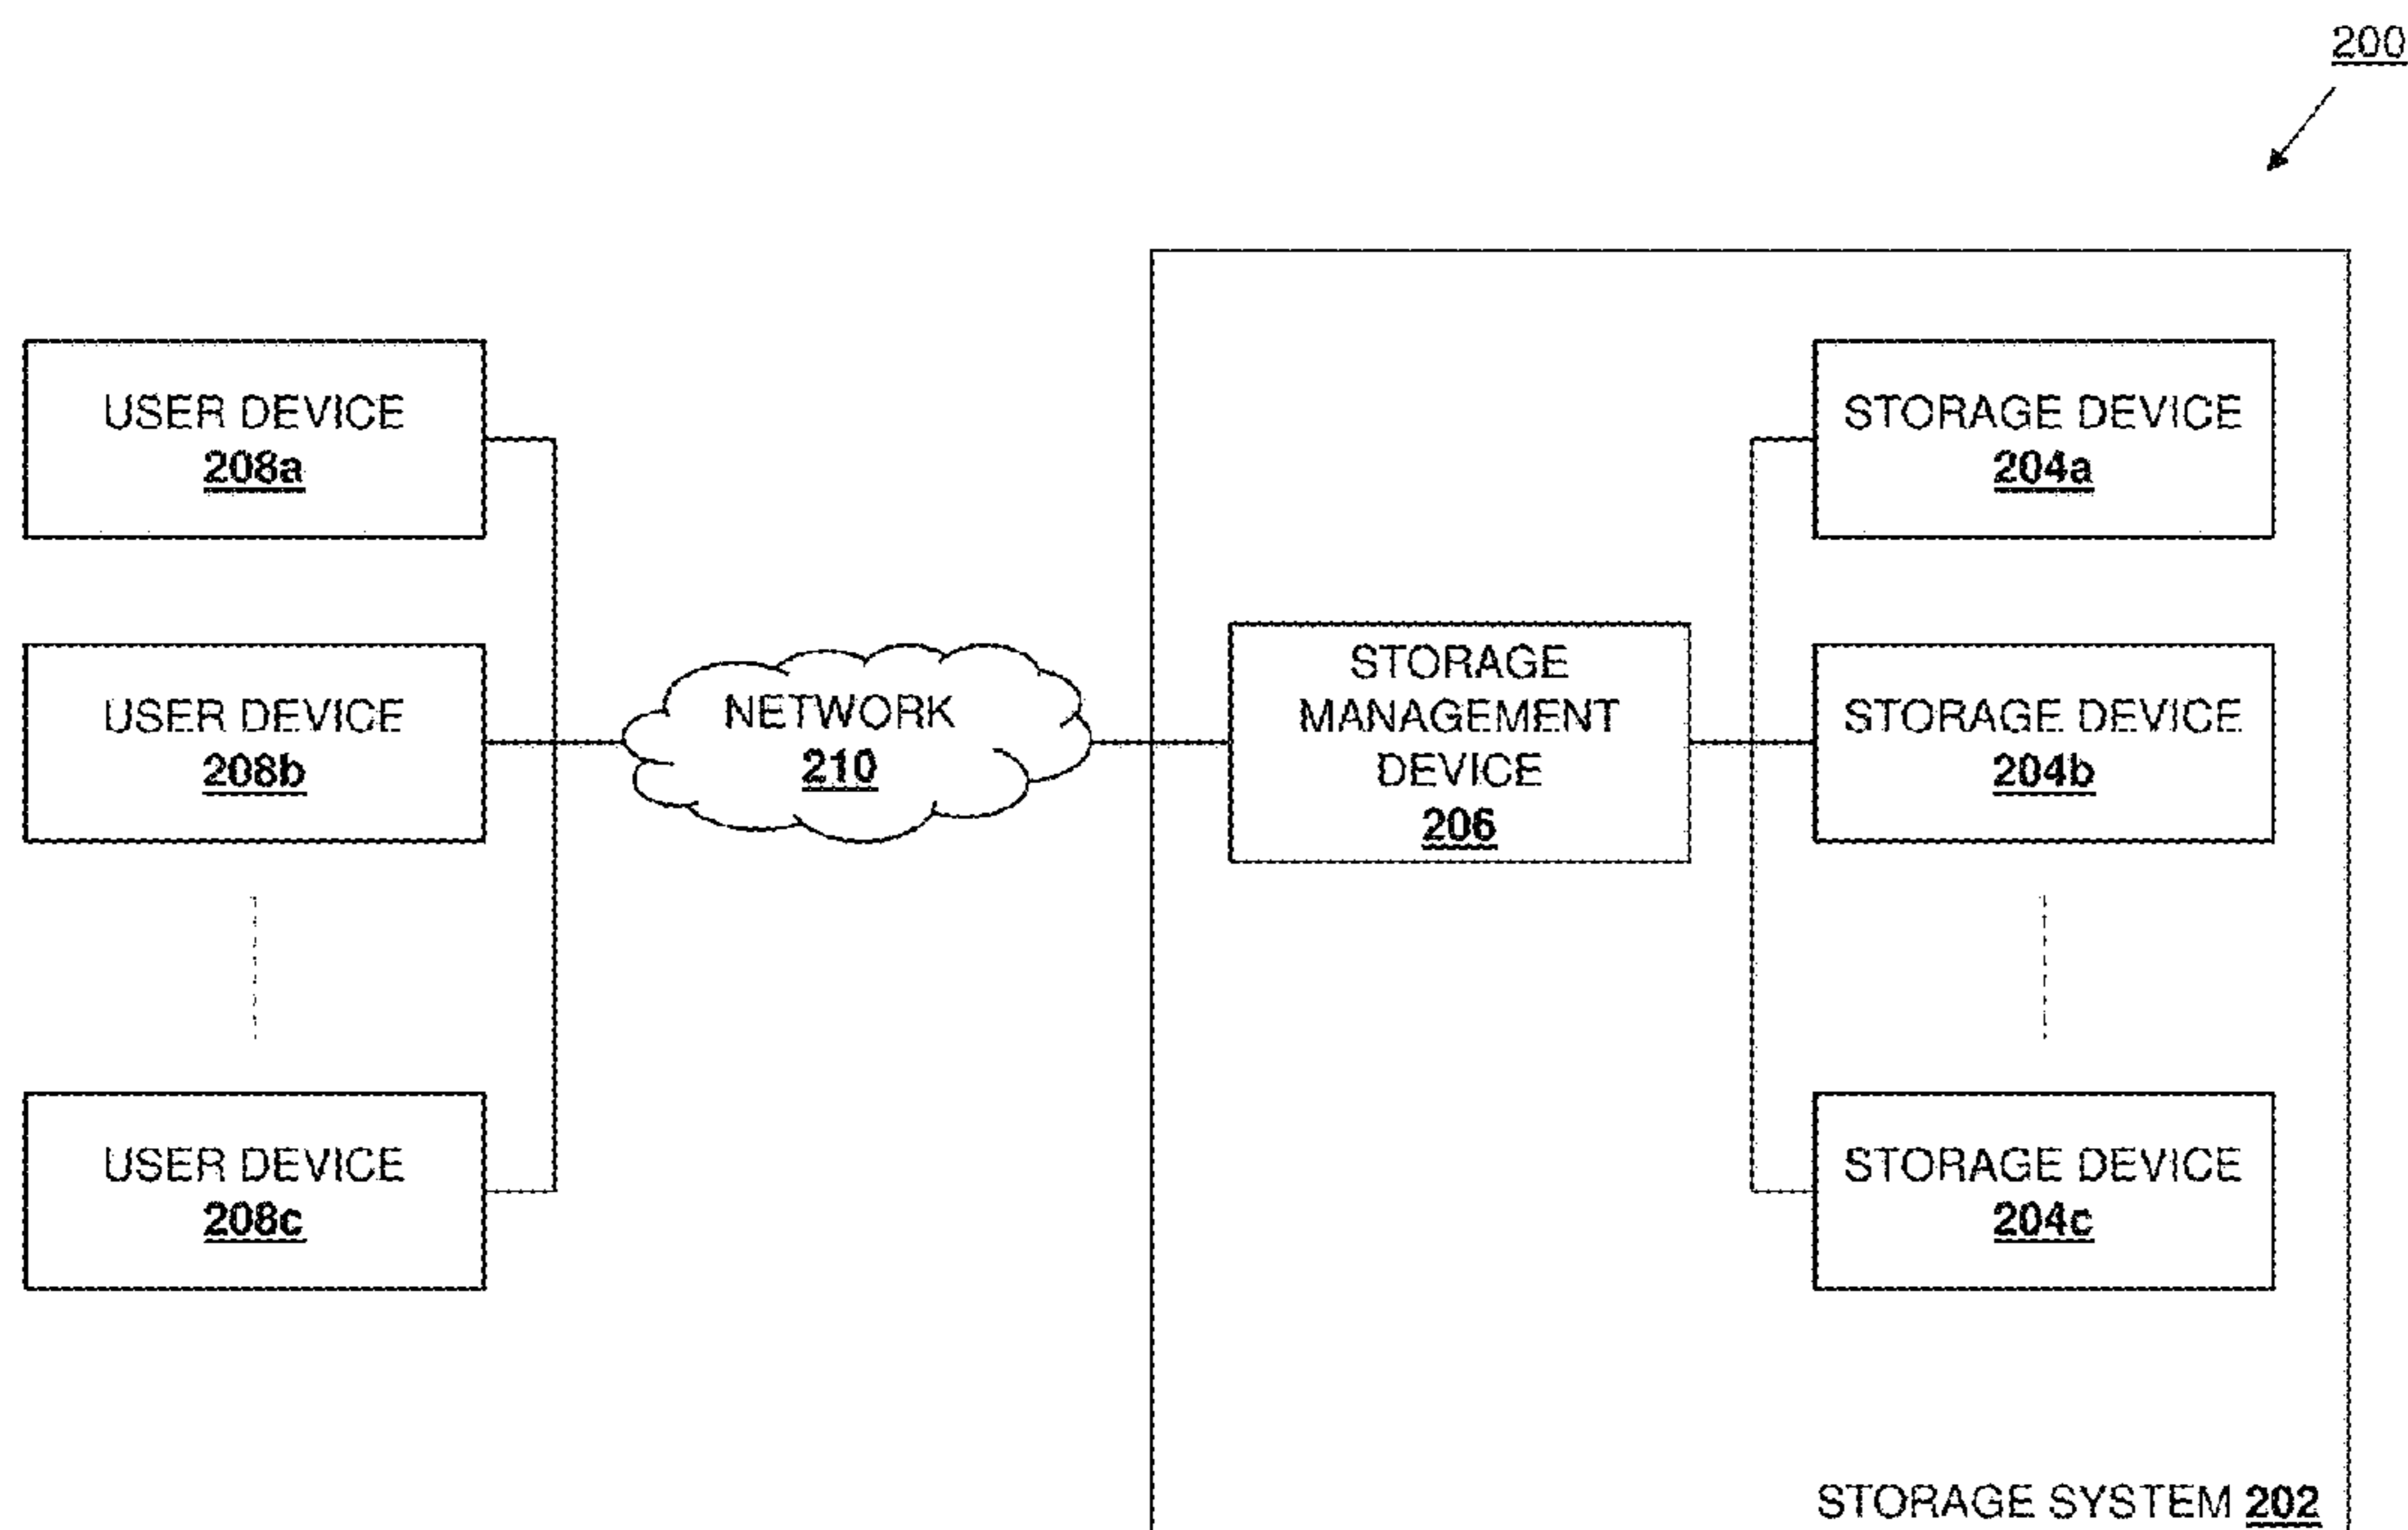 200
USER DEVICE
208a
USER DEVICE
208b
USER DEVICE
208c
NETWORK
210
STORAGE
MANAGEMENT
DEVICE
206
STORAGE DEVICE
204a
STORAGE DEVICE
204b
STORAGE DEVICE
204c
STORAGE SYSTEM 202